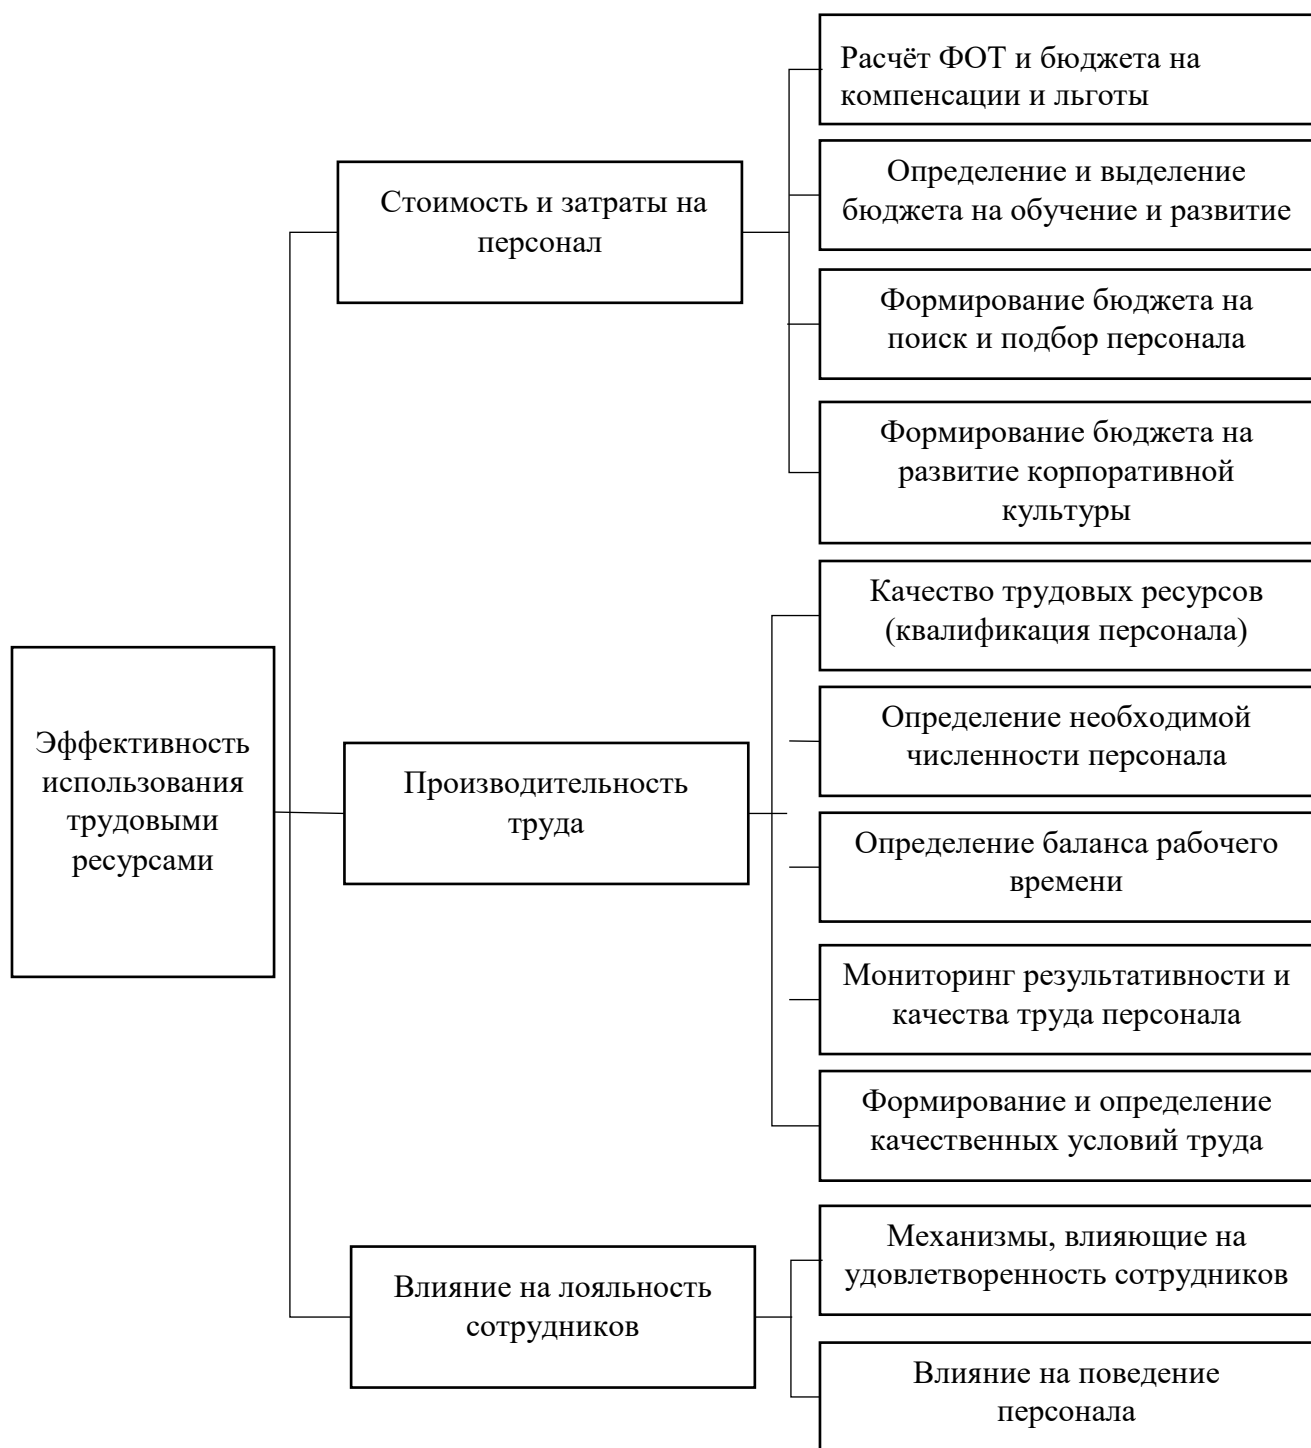 Расчёт ФОТ и бюджета на
компенсации и льготы
Определение и выделение
бюджета на обучение и развитие
Стоимость и затраты на
персонал
Формирование бюджета на
поиск и подбор персонала
Формирование бюджета на
развитие корпоративной
культуры
Качество трудовых ресурсов
(квалификация персонала)
Определение необходимой
численности персонала
Эффективность
использования
трудовыми
ресурсами
Производительность
труда
Определение баланса рабочего
времени
Мониторинг результативности и
качества труда персонала
Формирование и определение
качественных условий труда
Механизмы, влияющие на
удовлетворенность сотрудников
Влияние на лояльность
сотрудников
Влияние на поведение
персонала